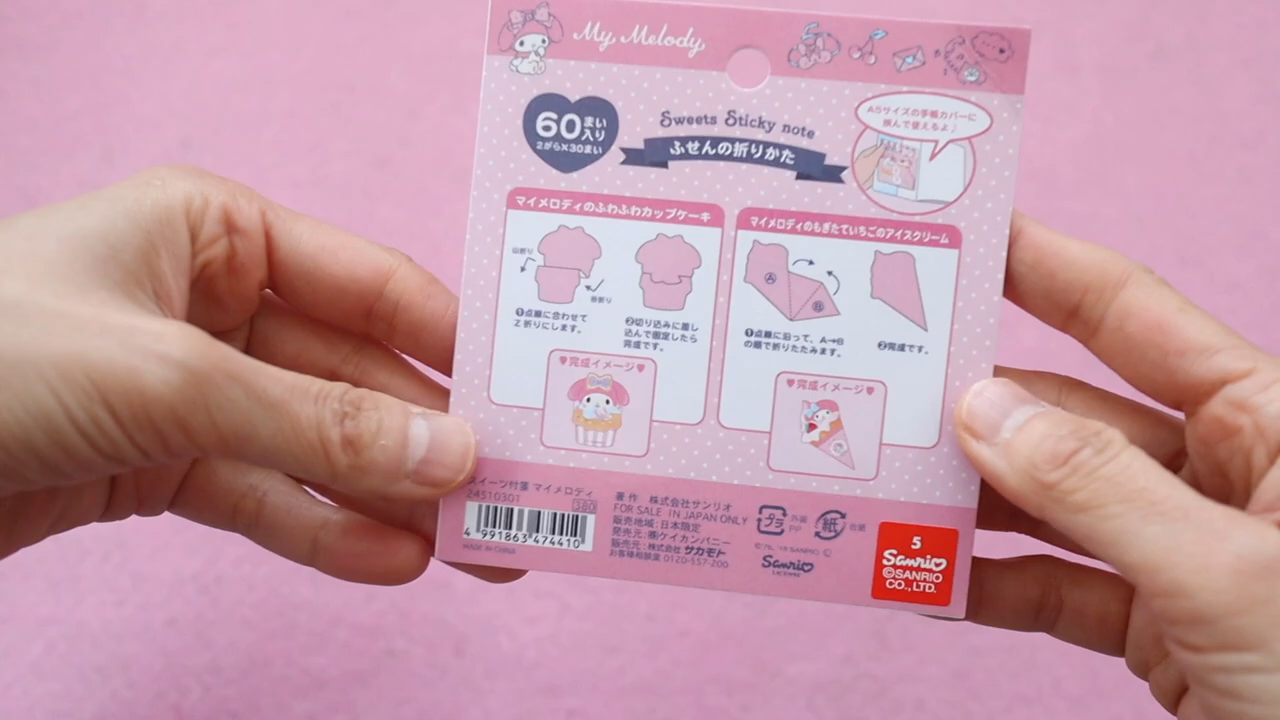 My Melody
60まい入り
2がら×30まい
Sweets Sticky note
ふせんの折りかた
A5サイズの手帳カバーに
挟んで使えるよ♪
マイメロディのふわふわカップケーキ
山折り
谷折り
❶点線に合わせて
Z折りにします。
❷切り込みに差し
込んで固定したら
完成です。
♥完成イメージ♥
マイメロディのもぎたていちごのアイスクリーム
A
B
❶点線に沿って、A→B
の順で折りたたみます。
❷完成です。
♥完成イメージ♥
スイーツ付箋 マイメロディ
24510301
380
4 991863 474410
MADE IN CHINA
著作 株式会社サンリオ
FOR SALE IN JAPAN ONLY
販売地域:日本限定
発売元:㈱ケイカンパニー
販売元:株式会社 サカモト
お客様相談室 0120-557-200
プラ
外装
PP
紙
台紙
©'76, '18 SANRIO
Sanrio
LICENSE
5
Sanrio
©SANRIO
CO., LTD.